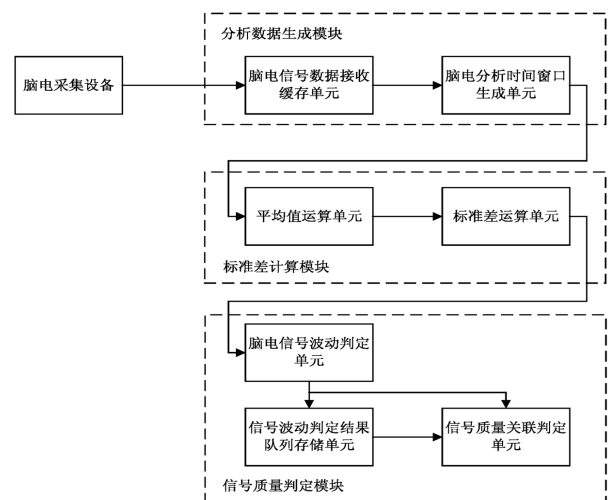 分析数据生成模块
脑电采集设备
脑电信号数据接收
缓存单元
脑电分析时间窗口
生成单元
平均值运算单元
标准差运算单元
标准差计算模块
脑电信号波动判定
单元
信号波动判定结果
队列存储单元
信号质量关联判定
单元
信号质量判定模块